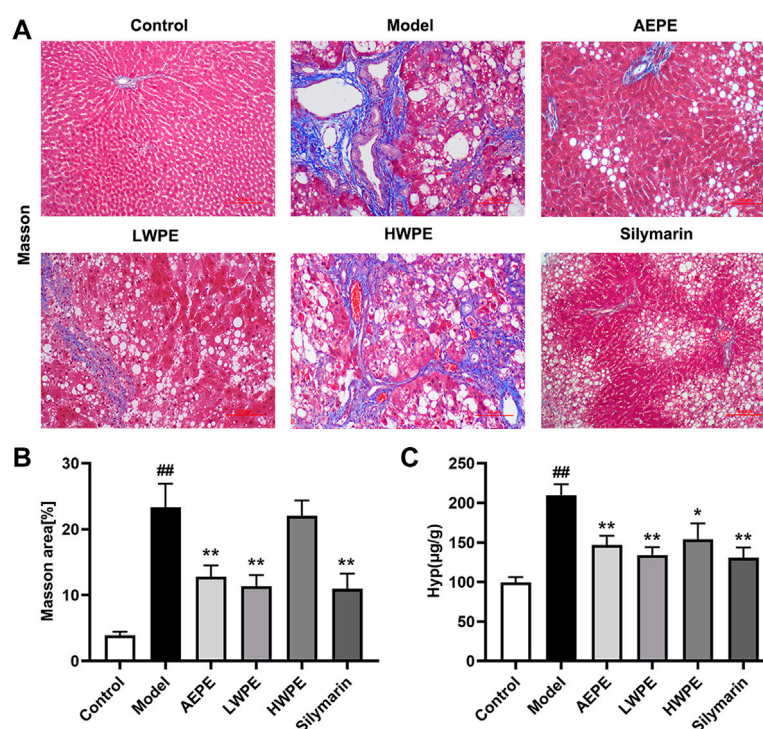 A
Control
Model
AEPE
Masson
LWPE
HWPE
Silymarin
B
Masson area[%]
30
20
10
0
##
**
**
**
Control
Model
AEPE
LWPE
HWPE
Silymarin
C
Hyp(μg/g)
250
200
150
100
50
0
##
**
**
*
**
Control
Model
AEPE
LWPE
HWPE
Silymarin